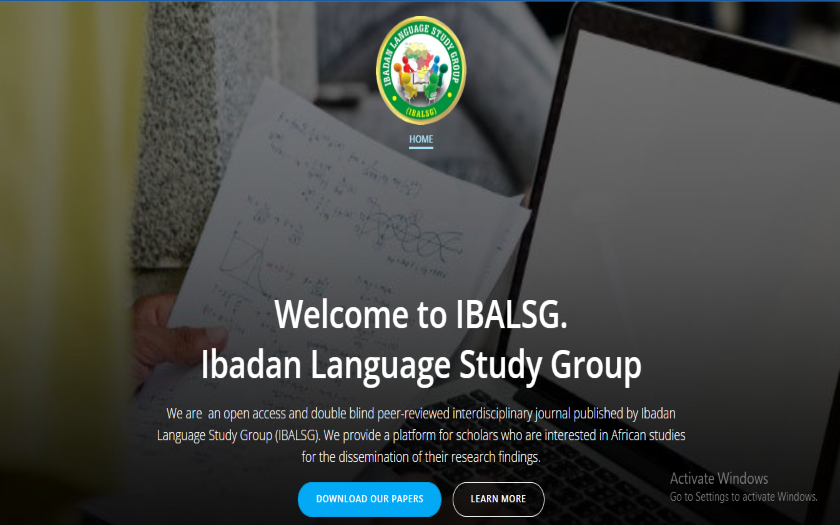 IBADAN LANGUAGE STUDY GROUP
(IBALSG)
HOME
Welcome to IBALSG.
Ibadan Language Study Group
We are an open access and double blind peer-reviewed interdisciplinary journal published by Ibadan
Language Study Group (IBALSG). We provide a platform for scholars who are interested in African studies
for the dissemination of their research findings.
DOWNLOAD OUR PAPERS
LEARN MORE
Activate Windows
Go to Settings to activate Windows.